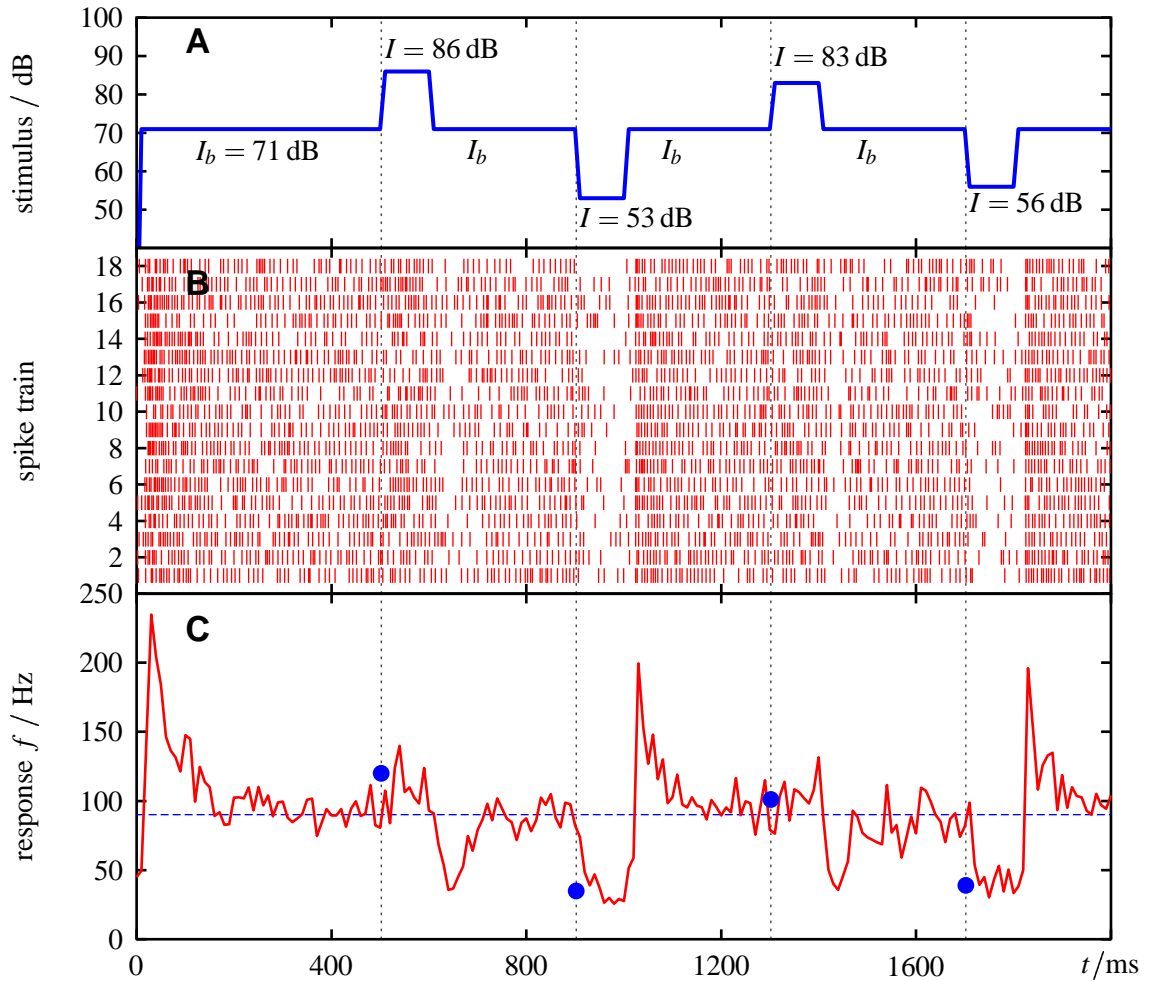 100
90
80
70
60
50
stimulus / dB
A
I = 86 dB
I = 83 dB
I_b = 71 dB
I_b
I_b
I_b
I = 53 dB
I = 56 dB
18
16
14
12
10
8
6
4
2
spike train
B
250
200
150
100
50
0
response f / Hz
C
0
400
800
1200
1600
t/ms